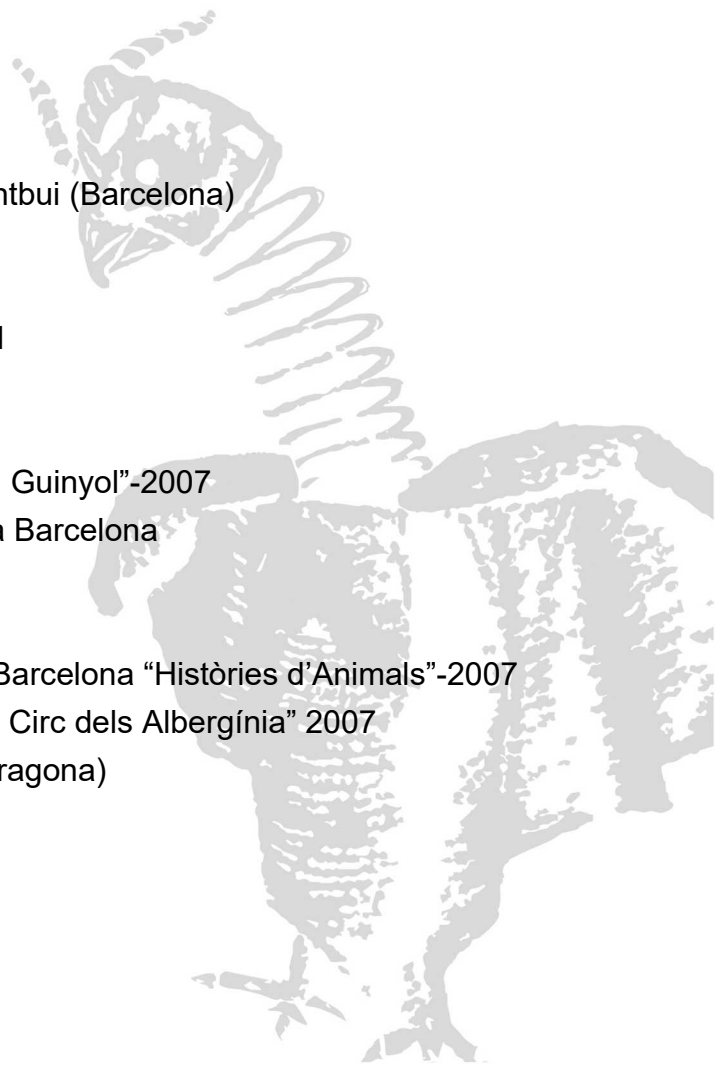 ntbui (Barcelona)
l
Guinyol”-2007
a Barcelona
Barcelona “Històries d’Animals”-2007
Circ dels Albergínia” 2007
ragona)